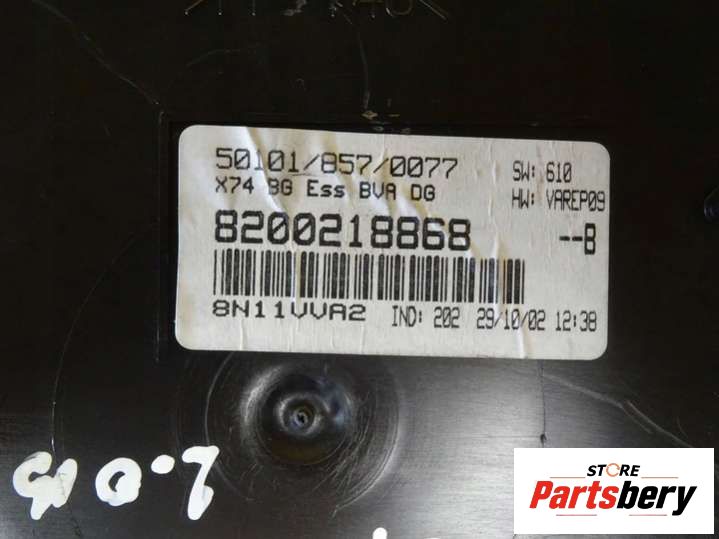 50101/857/0077
SW: 610
X74 BG Ess BVA DG
HW: VAREP09
8200218868
--B
8N11VVA2
IND: 202 29/10/02 12:38
STORE
Partsbery